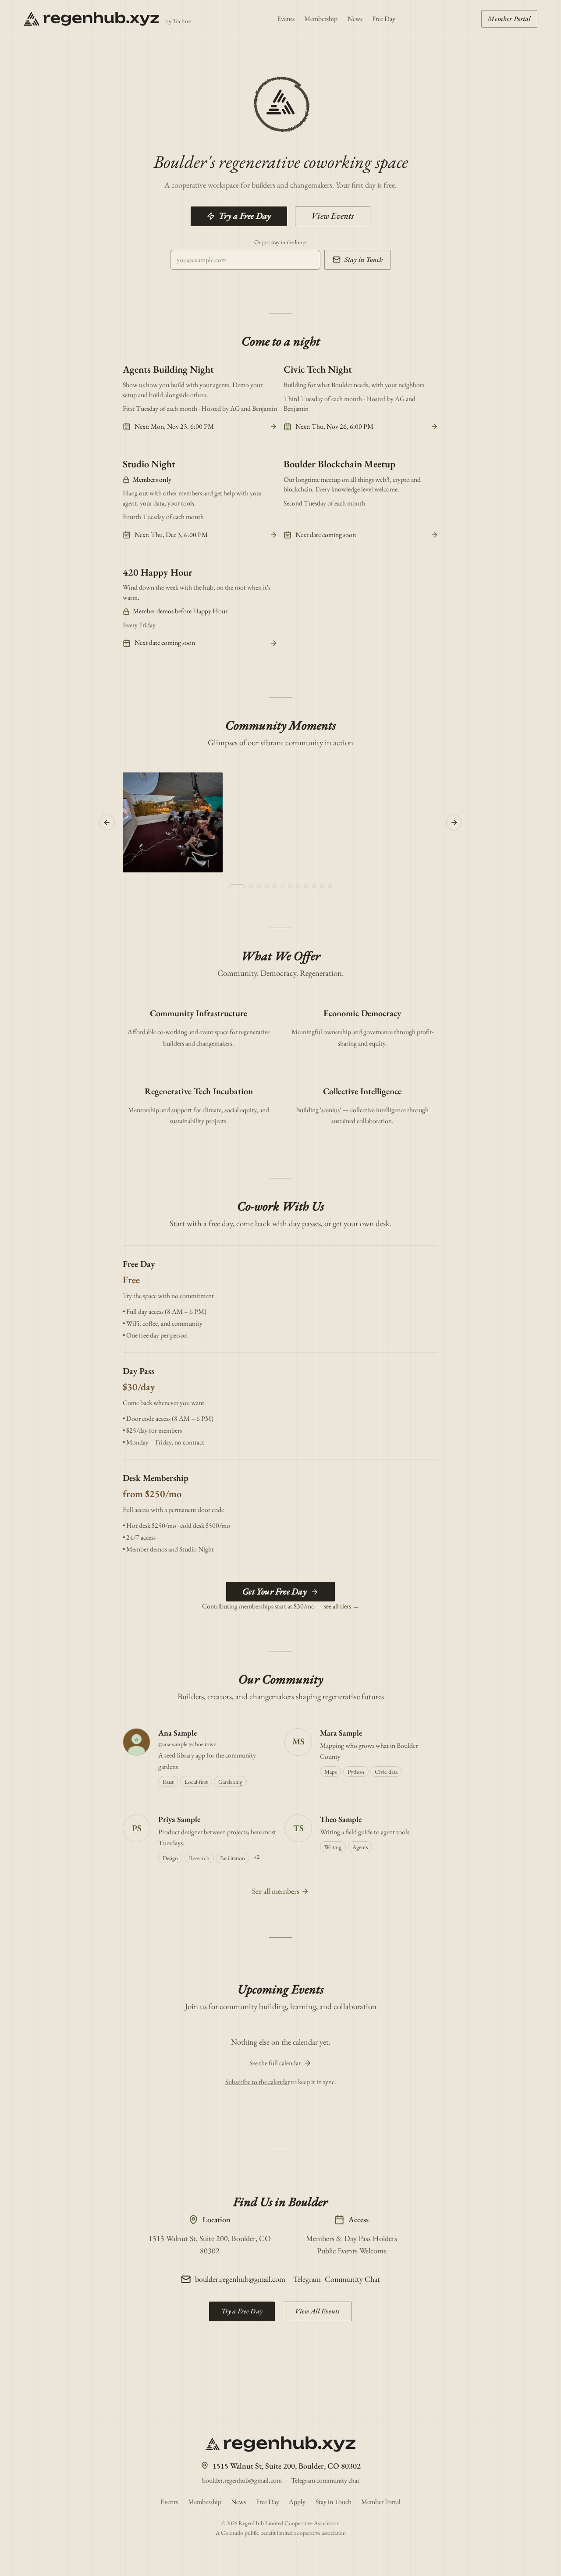 regenhub.xyz by Techne
Events Membership News Free Day
Member Portal
Boulder's regenerative coworking space
A cooperative workspace for builders and changemakers. Your first day is free.
Try a Free Day
View Events
Or just stay in the loop:
you@example.com
Stay in Touch
Come to a night
Agents Building Night
Show us how you build with your agents. Demo your
setup and build alongside others.
First Tuesday of each month · Hosted by AG and Benjamin
Next: Mon, Nov 23, 6:00 PM
Civic Tech Night
Building for what Boulder needs, with your neighbors.
Third Tuesday of each month · Hosted by AG and
Benjamin
Next: Thu, Nov 26, 6:00 PM
Studio Night
Members only
Hang out with other members and get help with your
agent, your data, your tools.
Fourth Tuesday of each month
Next: Thu, Dec 3, 6:00 PM
Boulder Blockchain Meetup
Our longtime meetup on all things web3, crypto and
blockchain. Every knowledge level welcome.
Second Tuesday of each month
Next date coming soon
420 Happy Hour
Wind down the week with the hub, on the roof when it's
warm.
Member demos before Happy Hour
Every Friday
Next date coming soon
Community Moments
Glimpses of our vibrant community in action
What We Offer
Community. Democracy. Regeneration.
Community Infrastructure
Affordable co-working and event space for regenerative
builders and changemakers.
Economic Democracy
Meaningful ownership and governance through profit-
sharing and equity.
Regenerative Tech Incubation
Mentorship and support for climate, social equity, and
sustainability projects.
Collective Intelligence
Building 'scenius' — collective intelligence through
sustained collaboration.
Co-work With Us
Start with a free day, come back with day passes, or get your own desk.
Free Day
Free
Try the space with no commitment
• Full day access (8 AM – 6 PM)
• WiFi, coffee, and community
• One free day per person
Day Pass
$30/day
Come back whenever you want
• Door code access (8 AM – 6 PM)
• $25/day for members
• Monday – Friday, no contract
Desk Membership
from $250/mo
Full access with a permanent door code
• Hot desk $250/mo · cold desk $500/mo
• 24/7 access
• Member demos and Studio Night
Get Your Free Day →
Contributing memberships start at $30/mo — see all tiers →
Our Community
Builders, creators, and changemakers shaping regenerative futures
A
Ana Sample
@ana-sample.techne.town
A seed-library app for the community
gardens
Rust Local-first Gardening
MS
Mara Sample
Mapping who grows what in Boulder
County
Maps Python Civic data
PS
Priya Sample
Product designer between projects; here most
Tuesdays.
Design Research Facilitation +2
TS
Theo Sample
Writing a field guide to agent tools
Writing Agents
See all members →
Upcoming Events
Join us for community building, learning, and collaboration
Nothing else on the calendar yet.
See the full calendar →
Subscribe to the calendar to keep it in sync.
Find Us in Boulder
Location
1515 Walnut St, Suite 200, Boulder, CO
80302
Access
Members & Day Pass Holders
Public Events Welcome
boulder.regenhub@gmail.com Telegram Community Chat
Try a Free Day
View All Events
regenhub.xyz
1515 Walnut St, Suite 200, Boulder, CO 80302
boulder.regenhub@gmail.com · Telegram community chat
Events Membership News Free Day Apply Stay in Touch Member Portal
© 2026 RegenHub Limited Cooperative Association
A Colorado public benefit limited cooperative association